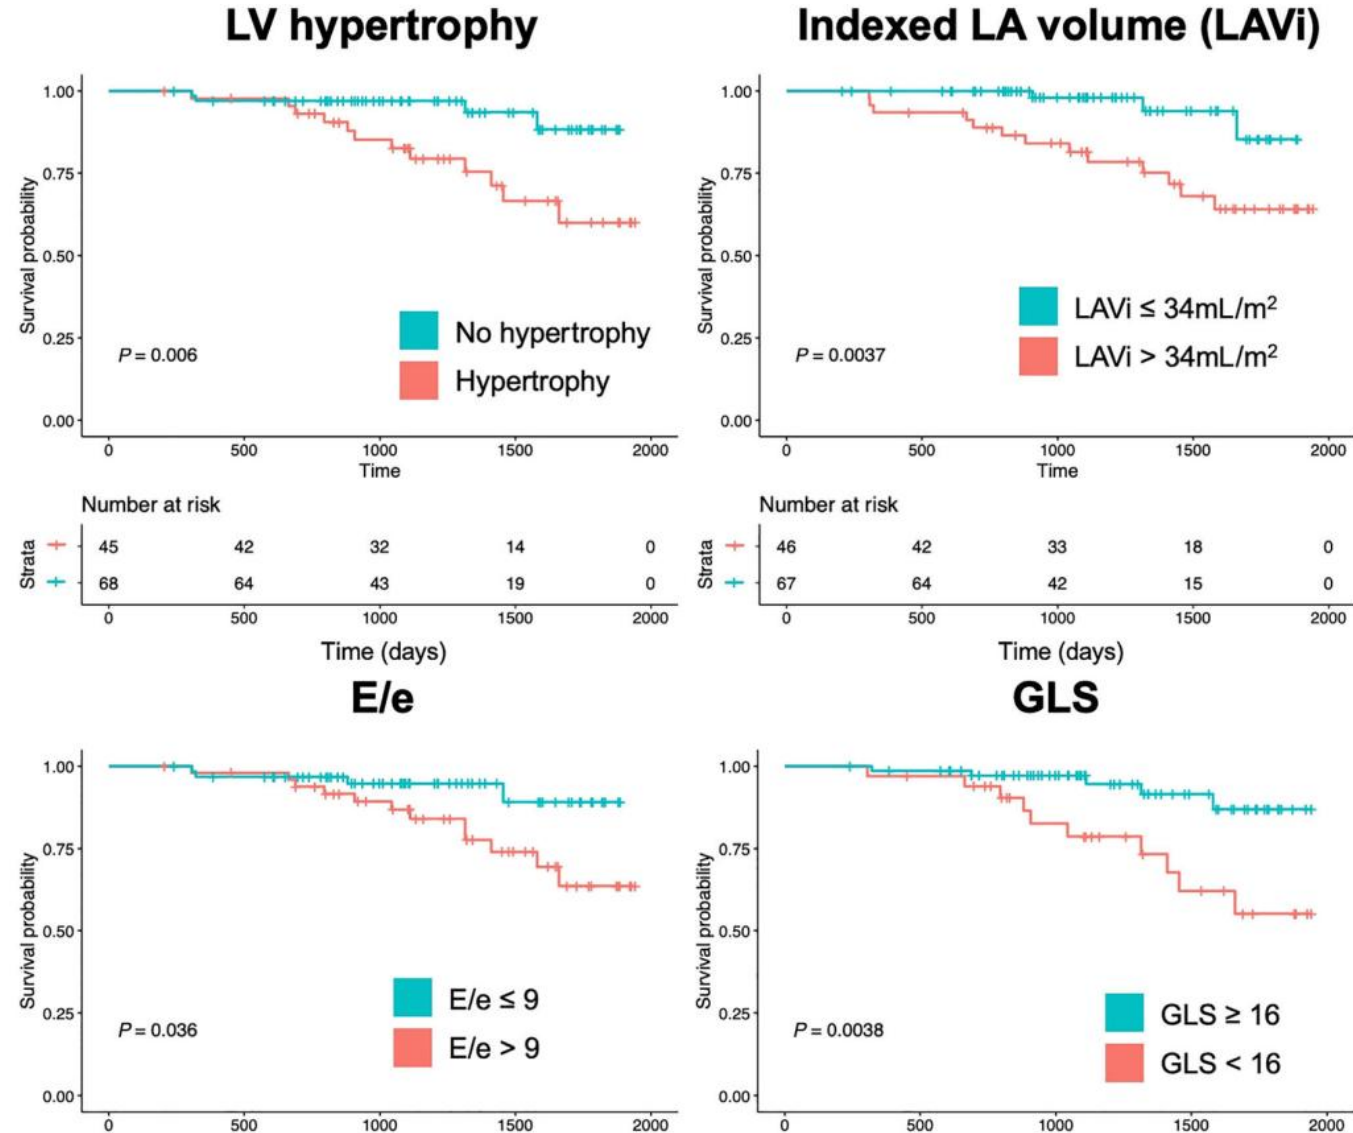 LV hypertrophy
Survival probability
1.00
0.75
0.50
0.25
0.00
P = 0.006
No hypertrophy
Hypertrophy
0 500 1000 1500 2000
Time
Number at risk
Strata
45 42 32 14 0
68 64 43 19 0
0 500 1000 1500 2000
Time (days)
Indexed LA volume (LAVi)
Survival probability
1.00
0.75
0.50
0.25
0.00
P = 0.0037
LAVi ≤ 34mL/m²
LAVi > 34mL/m²
0 500 1000 1500 2000
Time
Number at risk
Strata
46 42 33 18 0
67 64 42 15 0
0 500 1000 1500 2000
Time (days)
E/e
Survival probability
1.00
0.75
0.50
0.25
0.00
P = 0.036
E/e ≤ 9
E/e > 9
0 500 1000 1500 2000
GLS
Survival probability
1.00
0.75
0.50
0.25
0.00
P = 0.0038
GLS ≥ 16
GLS < 16
0 500 1000 1500 2000